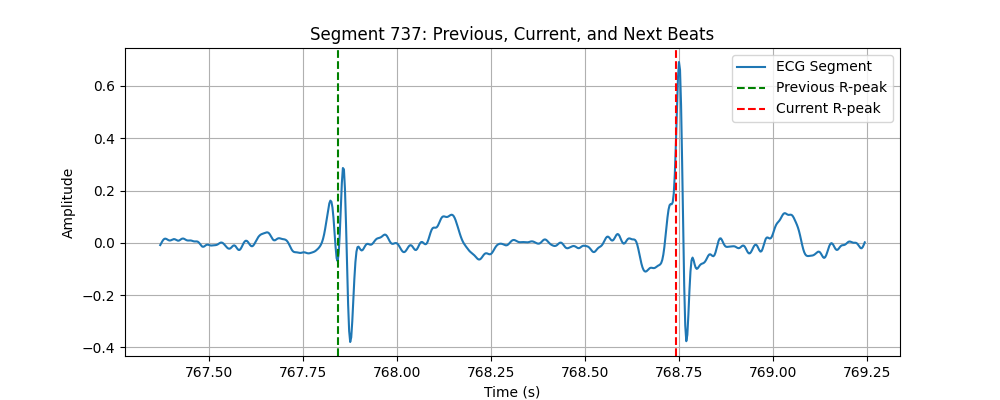 Segment 737: Previous, Current, and Next Beats
ECG Segment
Previous R-peak
Current R-peak
Amplitude
0.6
0.4
0.2
0.0
−0.2
−0.4
767.50 767.75 768.00 768.25 768.50 768.75 769.00 769.25
Time (s)